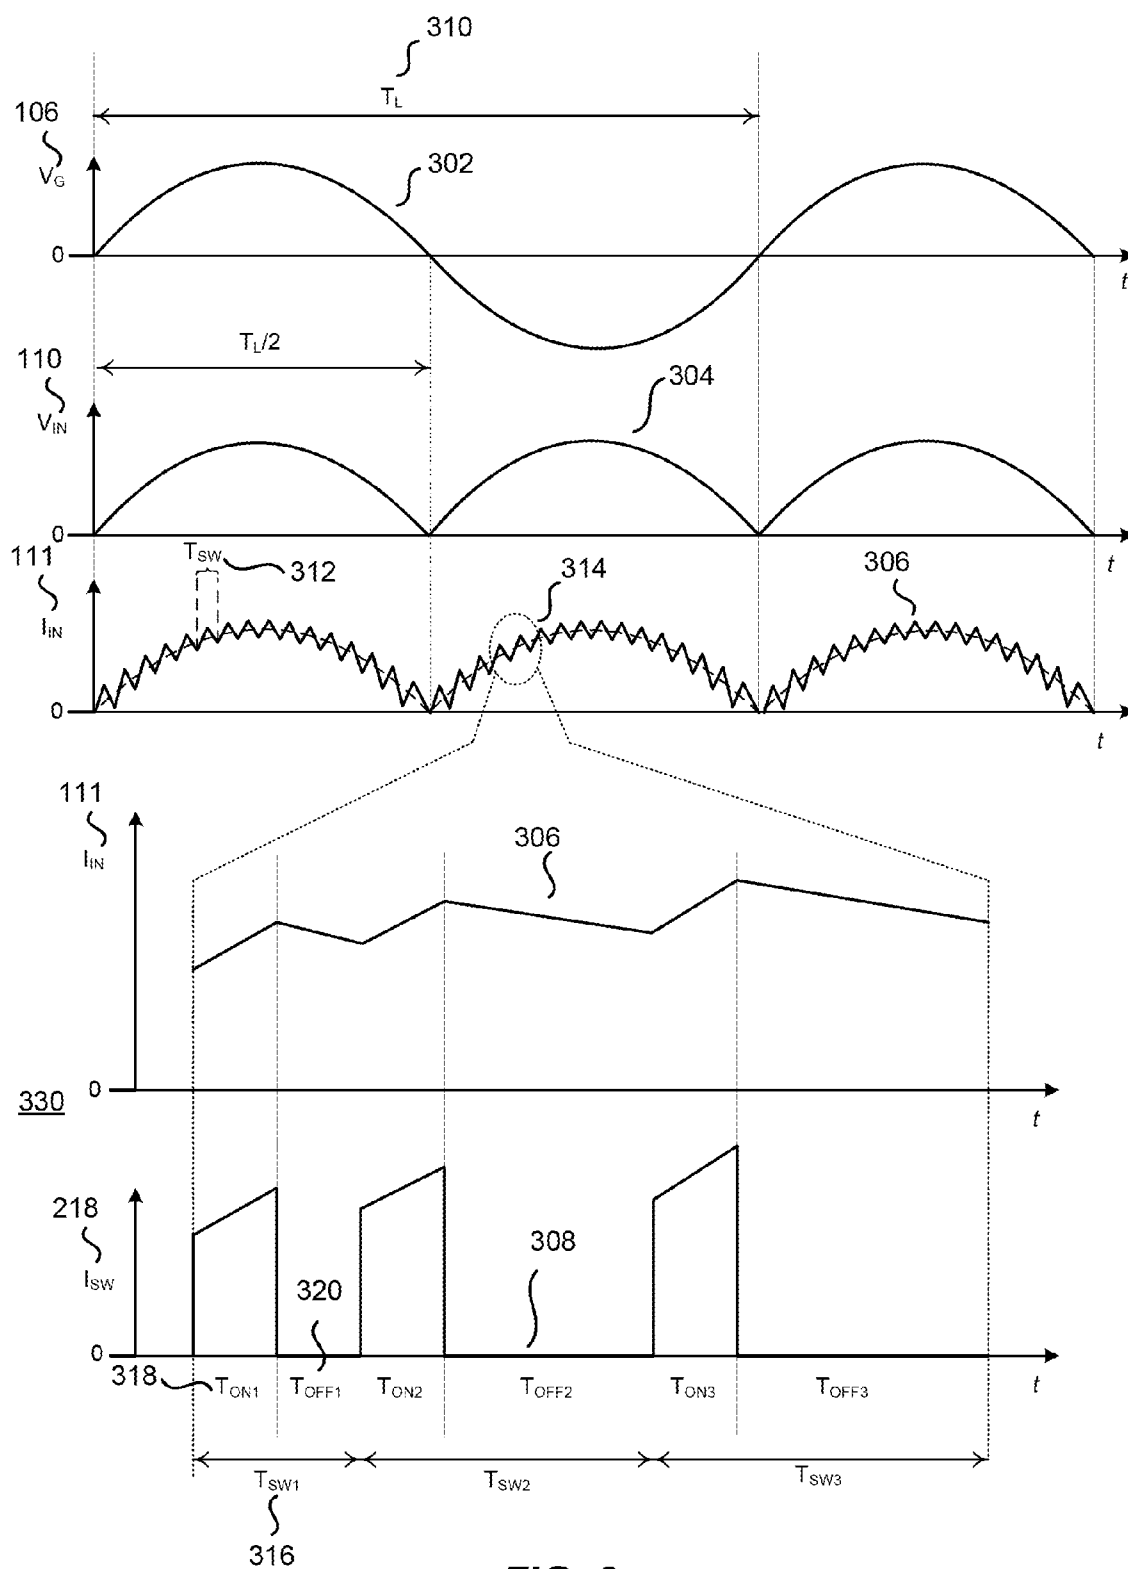 310
T_L
106
V_G
302
0
t
T_L/2
110
V_IN
304
0
t
111
T_SW
312
314
306
I_IN
0
t
111
I_IN
306
0
t
330
218
I_SW
308
320
0
t
318
T_ON1 T_OFF1 T_ON2 T_OFF2 T_ON3 T_OFF3
T_SW1 T_SW2 T_SW3
316